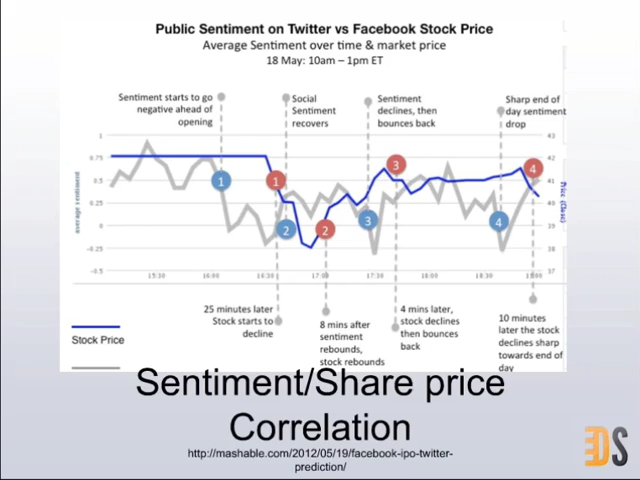 Public Sentiment on Twitter vs Facebook Stock Price
Average Sentiment over time & market price
18 May: 10am – 1pm ET
Sentiment starts to go
negative ahead of
opening
Social
Sentiment
recovers
Sentiment
declines, then
bounces back
Sharp end of
day sentiment
drop
1
0.75
0.5
0.25
0
-0.25
-0.5
average sentiment
43
42
41
40
39
38
37
Price (Close)
1
1
2
2
3
3
4
4
15:30
16:00
16:30
17:00
17:30
18:00
18:30
19:00
25 minutes later
Stock starts to
decline
8 mins after
sentiment
rebounds,
stock rebounds
4 mins later,
stock declines
then bounces
back
10 minutes
later the stock
declines sharp
towards end of
day
Stock Price
Sentiment/Share price
Correlation
http://mashable.com/2012/05/19/facebook-ipo-twitter-
prediction/
3DS